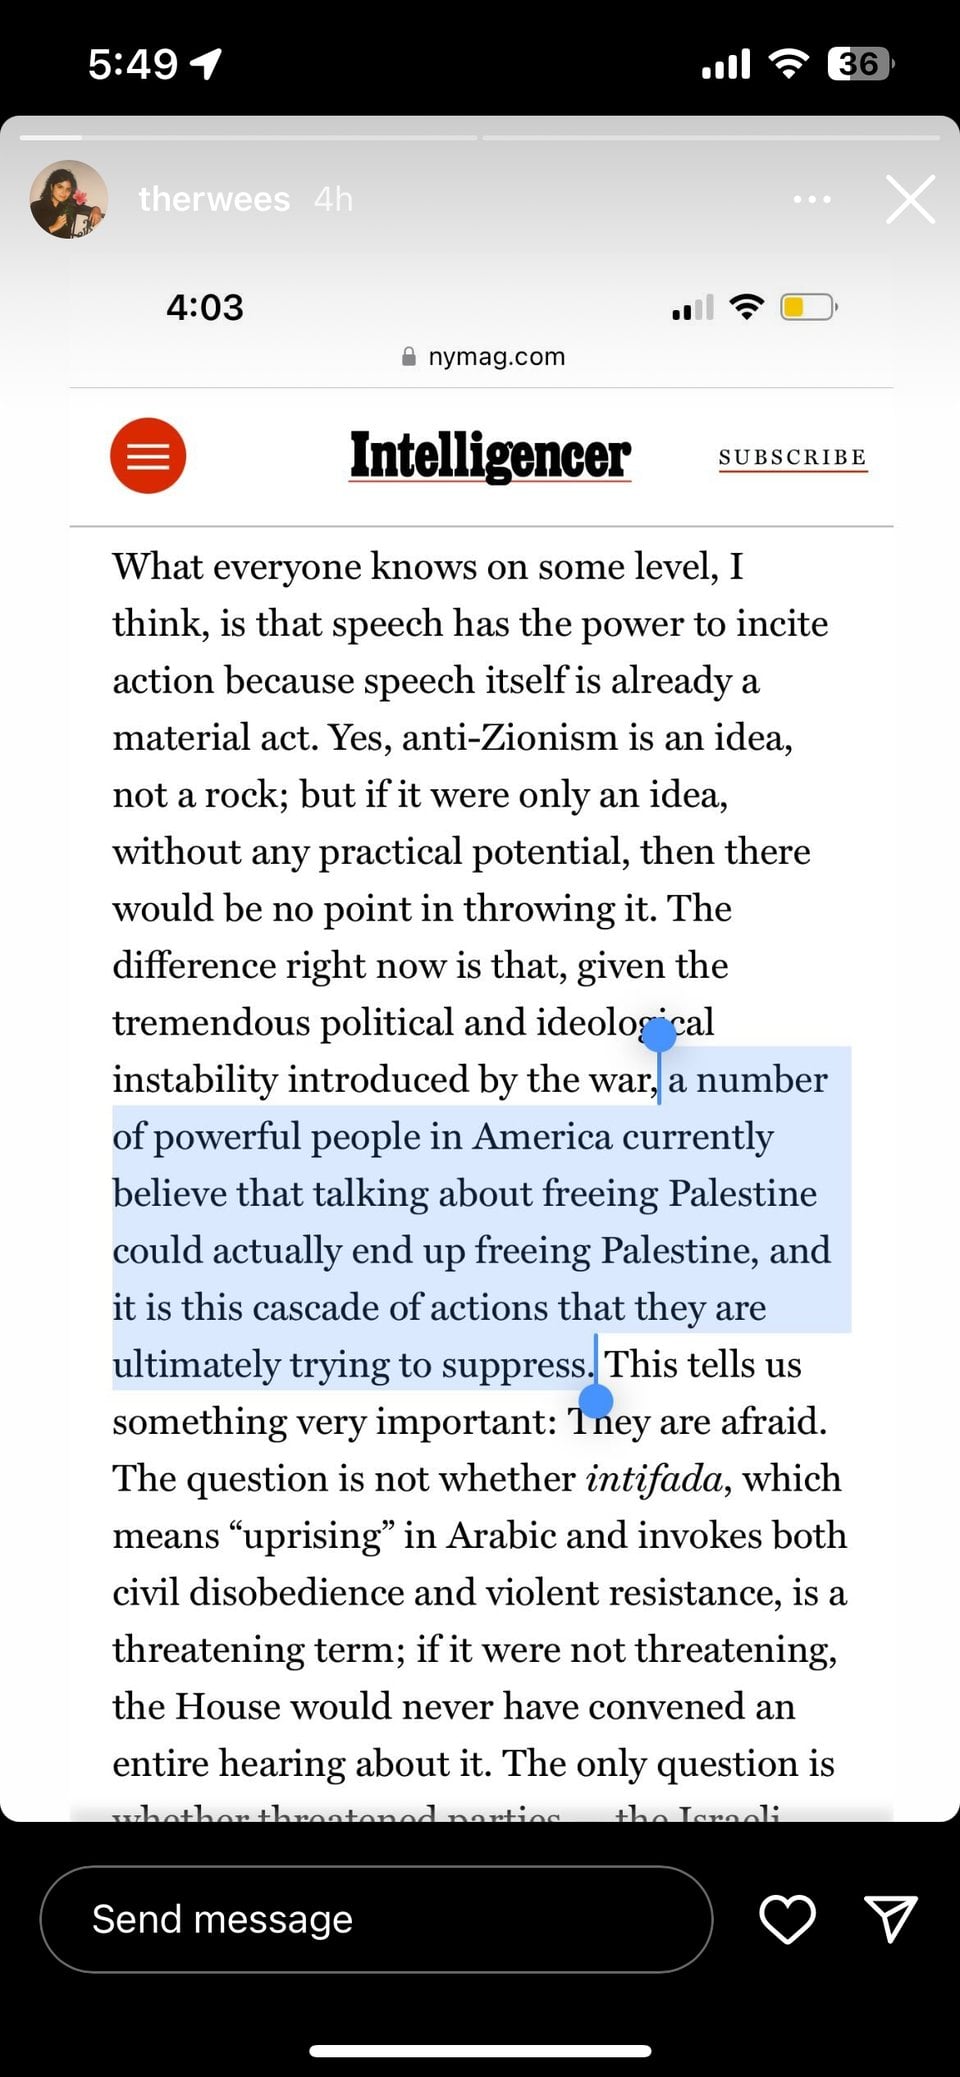 5:49
36
therwees 4h
4:03
nymag.com
Intelligencer
SUBSCRIBE
What everyone knows on some level, I
think, is that speech has the power to incite
action because speech itself is already a
material act. Yes, anti-Zionism is an idea,
not a rock; but if it were only an idea,
without any practical potential, then there
would be no point in throwing it. The
difference right now is that, given the
tremendous political and ideological
instability introduced by the war, a number
of powerful people in America currently
believe that talking about freeing Palestine
could actually end up freeing Palestine, and
it is this cascade of actions that they are
ultimately trying to suppress. This tells us
something very important: They are afraid.
The question is not whether intifada, which
means “uprising” in Arabic and invokes both
civil disobedience and violent resistance, is a
threatening term; if it were not threatening,
the House would never have convened an
entire hearing about it. The only question is
whether threatened parties — the Israeli
Send message